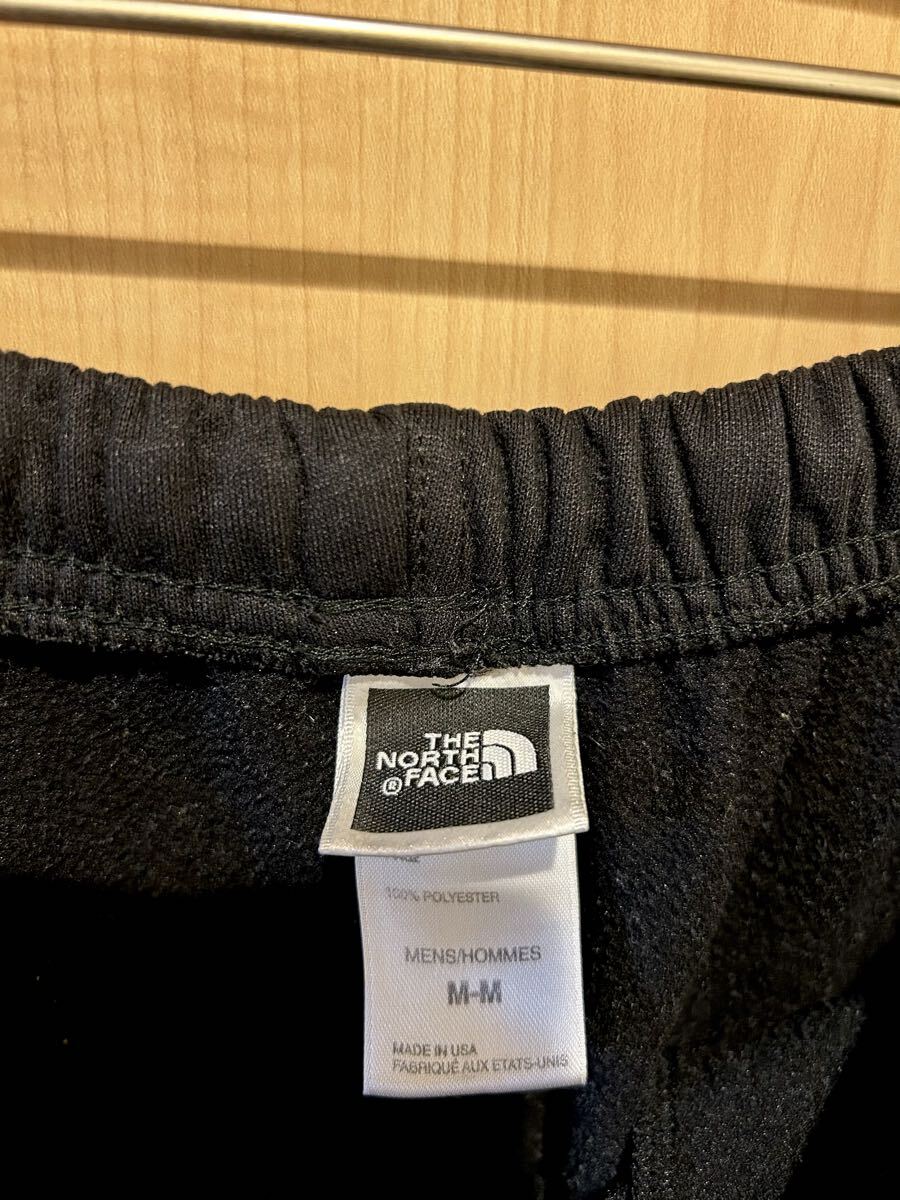 THE
NORTH
® FACE
100% POLYESTER
MENS/HOMMES
M-M
MADE IN USA
FABRIQUÉ AUX ETATS-UNIS